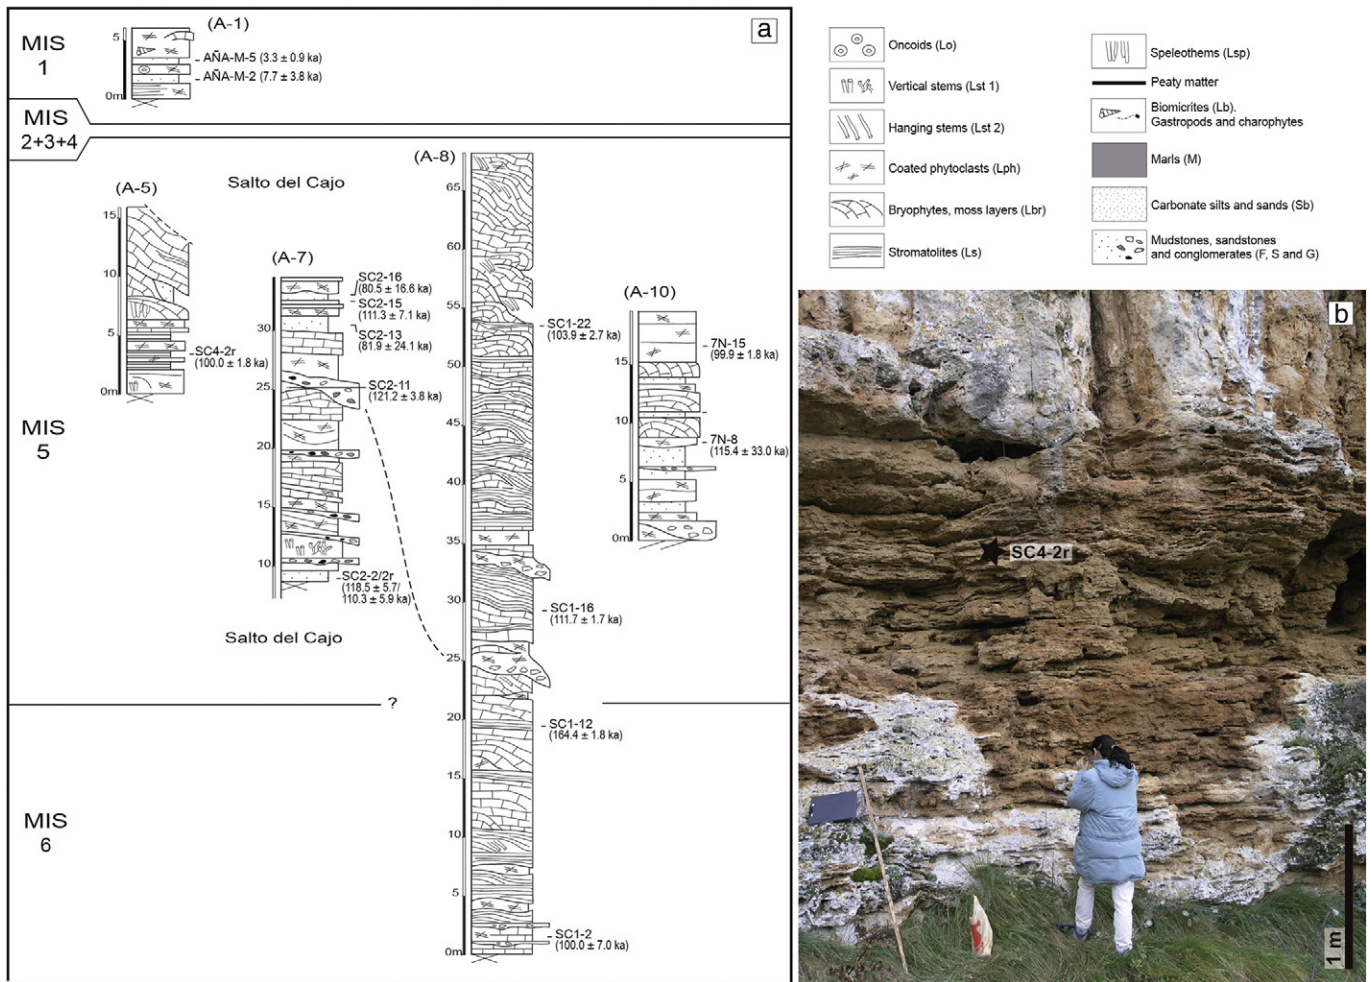 a
MIS
1
(A-1)
5
0m
AÑA-M-5 (3.3 ± 0.9 ka)
AÑA-M-2 (7.7 ± 3.8 ka)
MIS
2+3+4
MIS
5
(A-5)
15
10
5
0m
SC4-2r
(100.0 ± 1.8 ka)
Salto del Cajo
(A-7)
30
25
20
15
10
SC2-16
(80.5 ± 16.6 ka)
SC2-15
(111.3 ± 7.1 ka)
SC2-13
(81.9 ± 24.1 ka)
SC2-11
(121.2 ± 3.8 ka)
SC2-2/2r
(118.5 ± 5.7/
110.3 ± 5.9 ka)
Salto del Cajo
(A-8)
65
60
55
50
45
40
35
30
25
20
15
10
5
0m
SC1-22
(103.9 ± 2.7 ka)
SC1-16
(111.7 ± 1.7 ka)
SC1-12
(164.4 ± 1.8 ka)
SC1-2
(100.0 ± 7.0 ka)
(A-10)
15
10
5
0m
7N-15
(99.9 ± 1.8 ka)
7N-8
(115.4 ± 33.0 ka)
?
MIS
6
Oncoids (Lo)
Vertical stems (Lst 1)
Hanging stems (Lst 2)
Coated phytoclasts (Lph)
Bryophytes, moss layers (Lbr)
Stromatolites (Ls)
Speleothems (Lsp)
Peaty matter
Biomicrites (Lb).
Gastropods and charophytes
Marls (M)
Carbonate silts and sands (Sb)
Mudstones, sandstones
and conglomerates (F, S and G)
b
SC4-2r
1 m